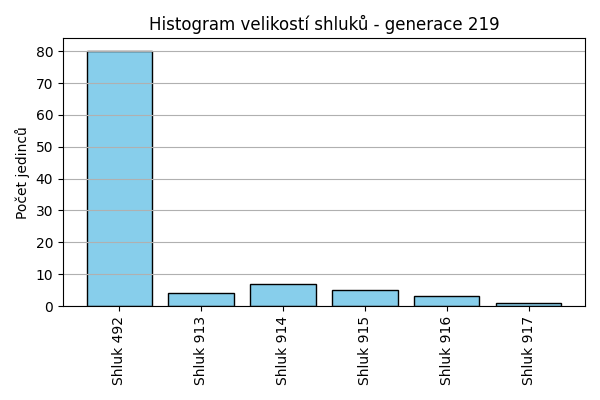 Histogram velikostí shluků - generace 219
Počet jedinců
80
70
60
50
40
30
20
10
0
Shluk 492
Shluk 913
Shluk 914
Shluk 915
Shluk 916
Shluk 917